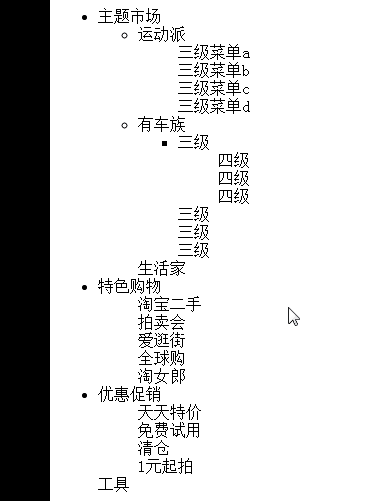 主题市场
运动派
三级菜单a
三级菜单b
三级菜单c
三级菜单d
有车族
三级
四级
四级
四级
三级
三级
三级
生活家
特色购物
淘宝二手
拍卖会
爱逛街
全球购
淘女郎
优惠促销
天天特价
免费试用
清仓
1元起拍
工具